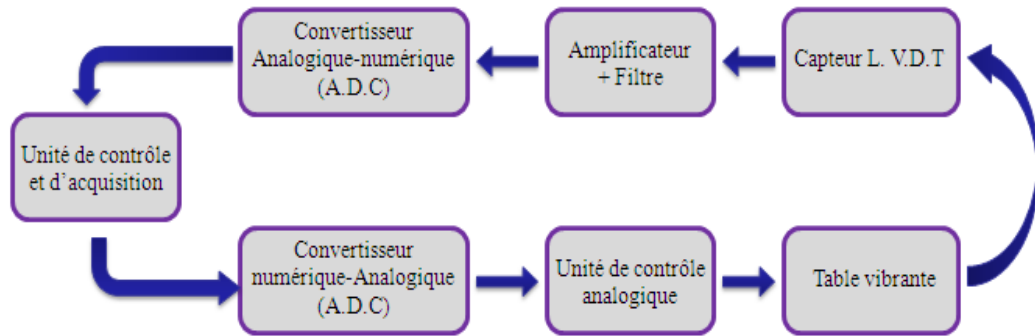 Convertisseur
Analogique-numérique
(A.D.C)
Amplificateur
+ Filtre
Capteur L. V.D.T
Unité de contrôle
et d'acquisition
Convertisseur
numérique-Analogique
(A.D.C)
Unité de contrôle
analogique
Table vibrante